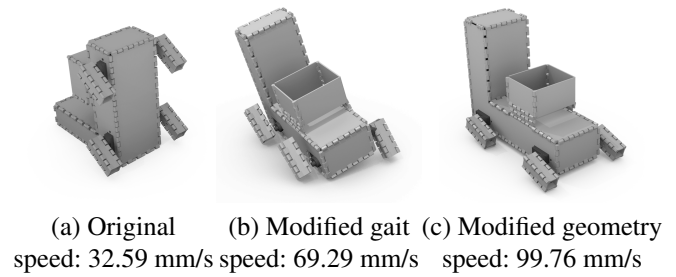 (a) Original (b) Modified gait (c) Modified geometry
speed: 32.59 mm/s speed: 69.29 mm/s speed: 99.76 mm/s